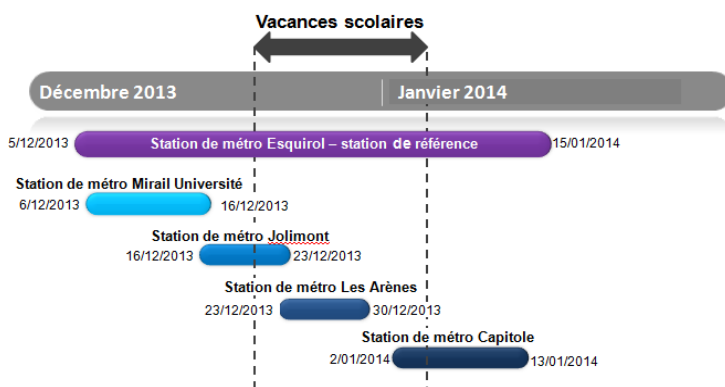 Vacances scolaires
Décembre 2013
Janvier 2014
5/12/2013
Station de métro Esquirol – station de référence
15/01/2014
Station de métro Mirail Université
6/12/2013
16/12/2013
Station de métro Jolimont
16/12/2013
23/12/2013
Station de métro Les Arènes
23/12/2013
30/12/2013
Station de métro Capitole
2/01/2014
13/01/2014